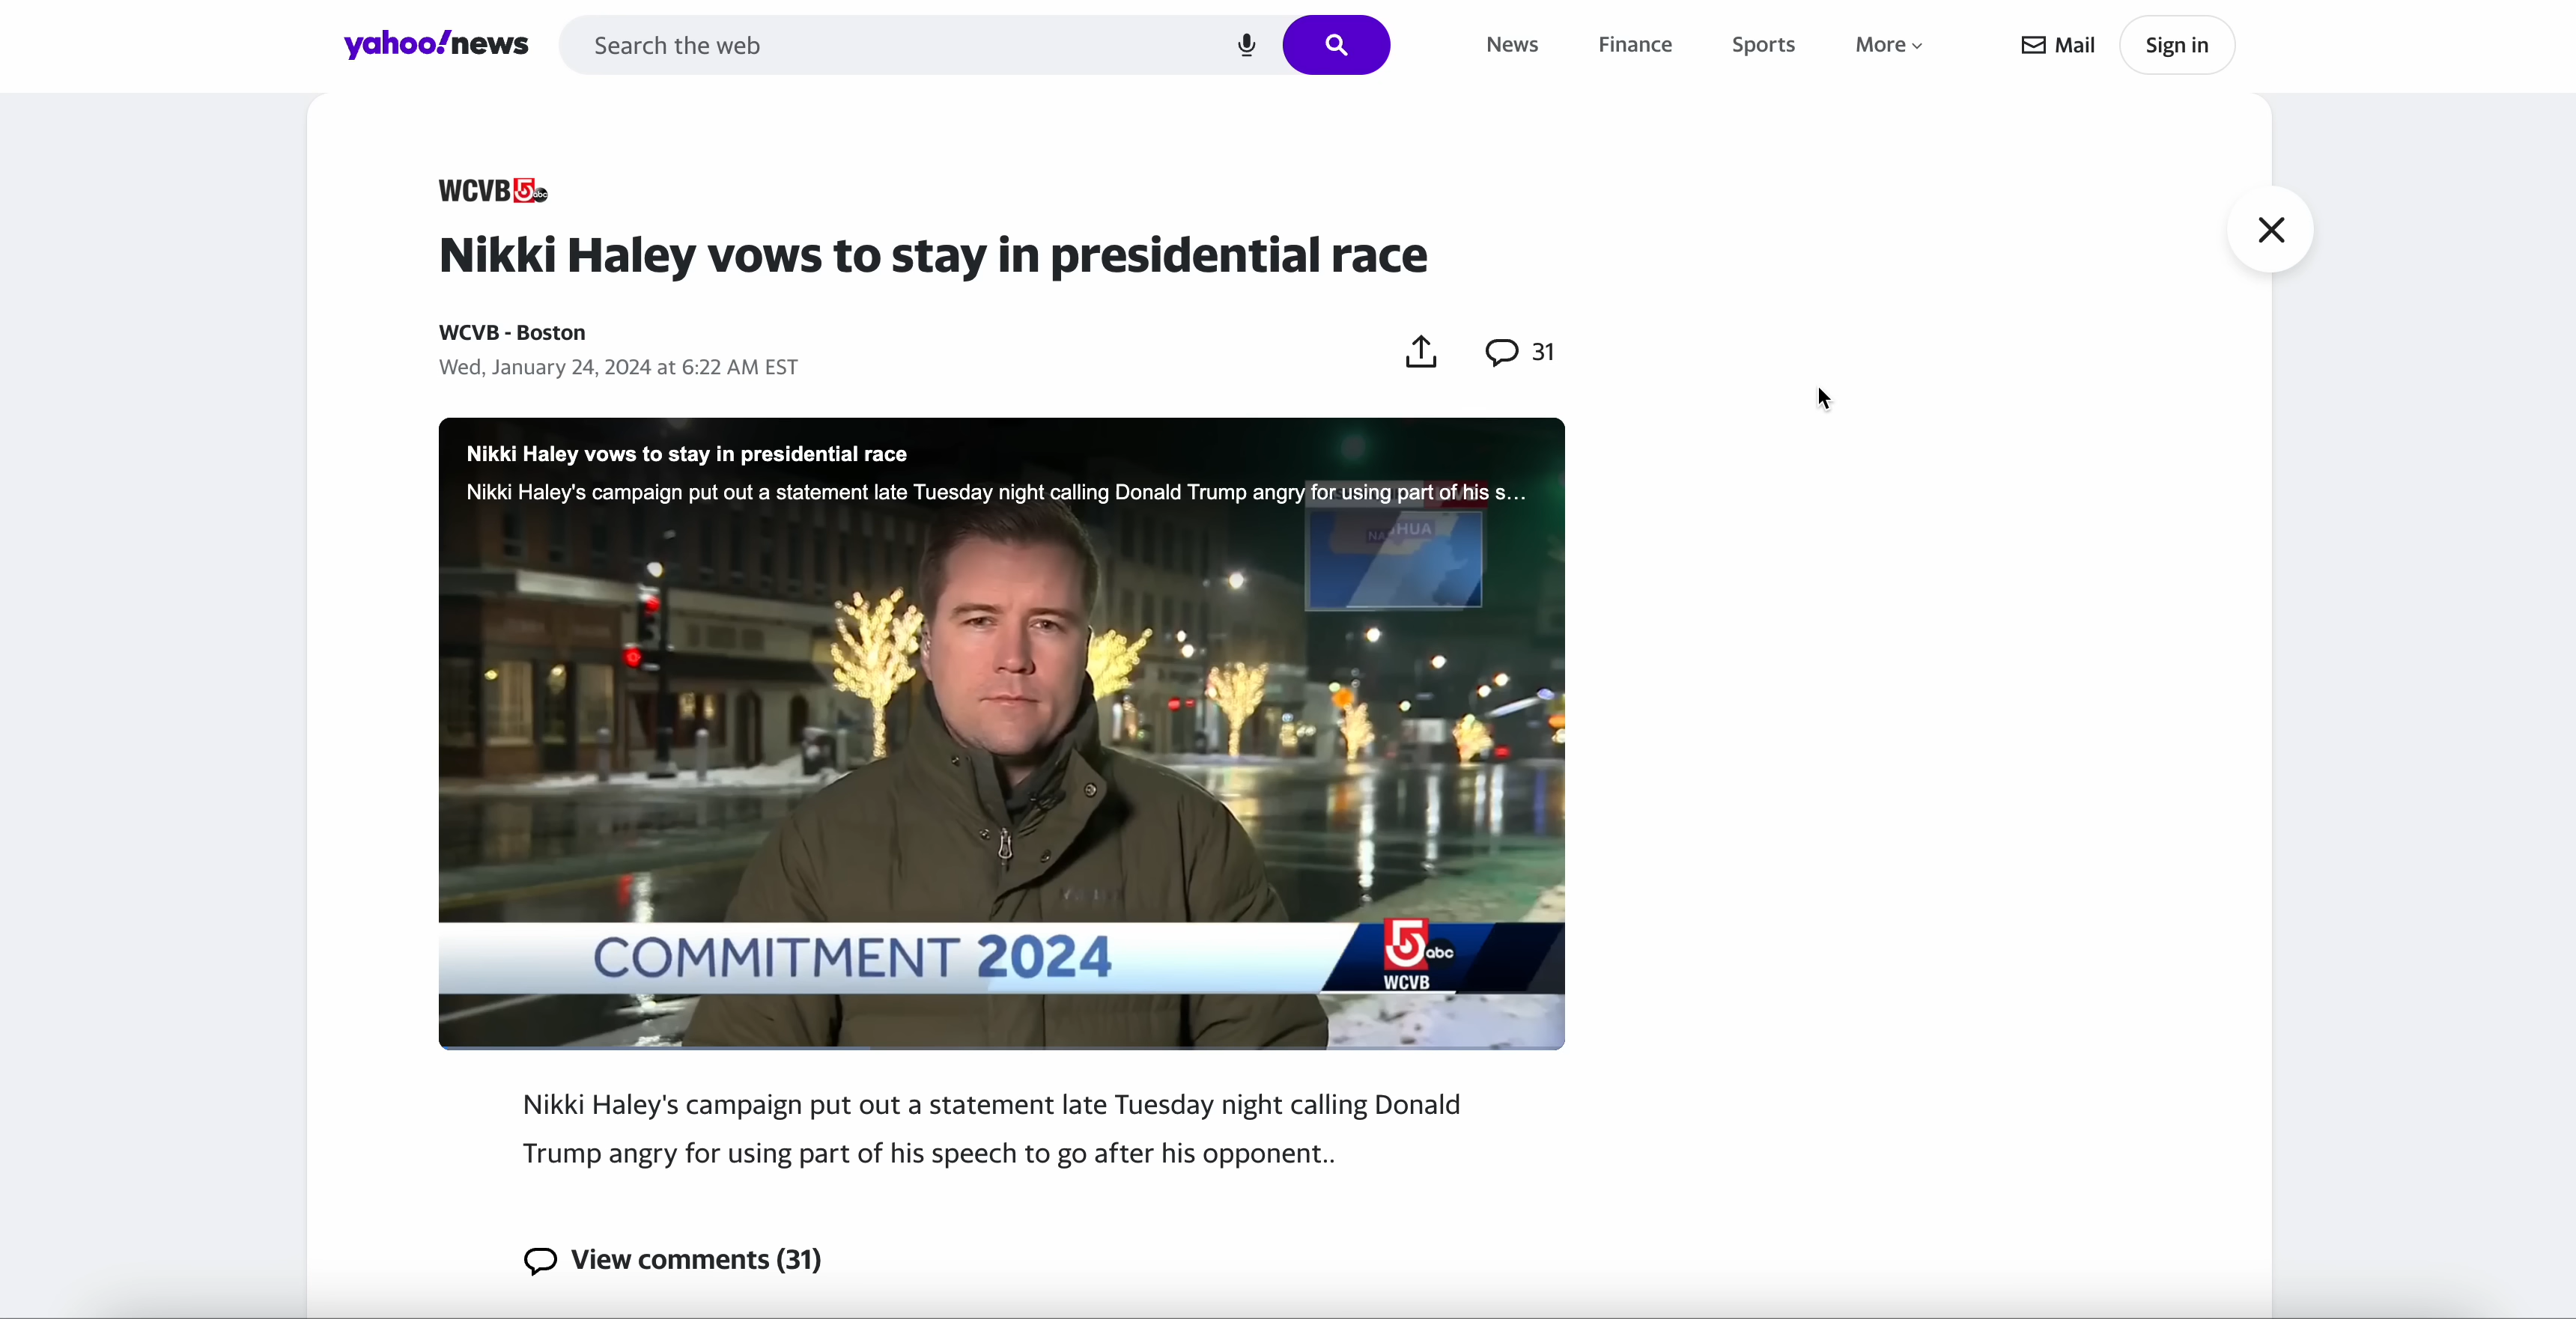 yahoo!news
Search the web
News
Finance
Sports
More
Mail
Sign in
WCVB 5 abc
Nikki Haley vows to stay in presidential race
WCVB - Boston
Wed, January 24, 2024 at 6:22 AM EST
31
Nikki Haley vows to stay in presidential race
Nikki Haley's campaign put out a statement late Tuesday night calling Donald Trump angry for using part of his s...
NASHUA
COMMITMENT 2024
5 abc
WCVB
Nikki Haley's campaign put out a statement late Tuesday night calling Donald
Trump angry for using part of his speech to go after his opponent..
View comments (31)